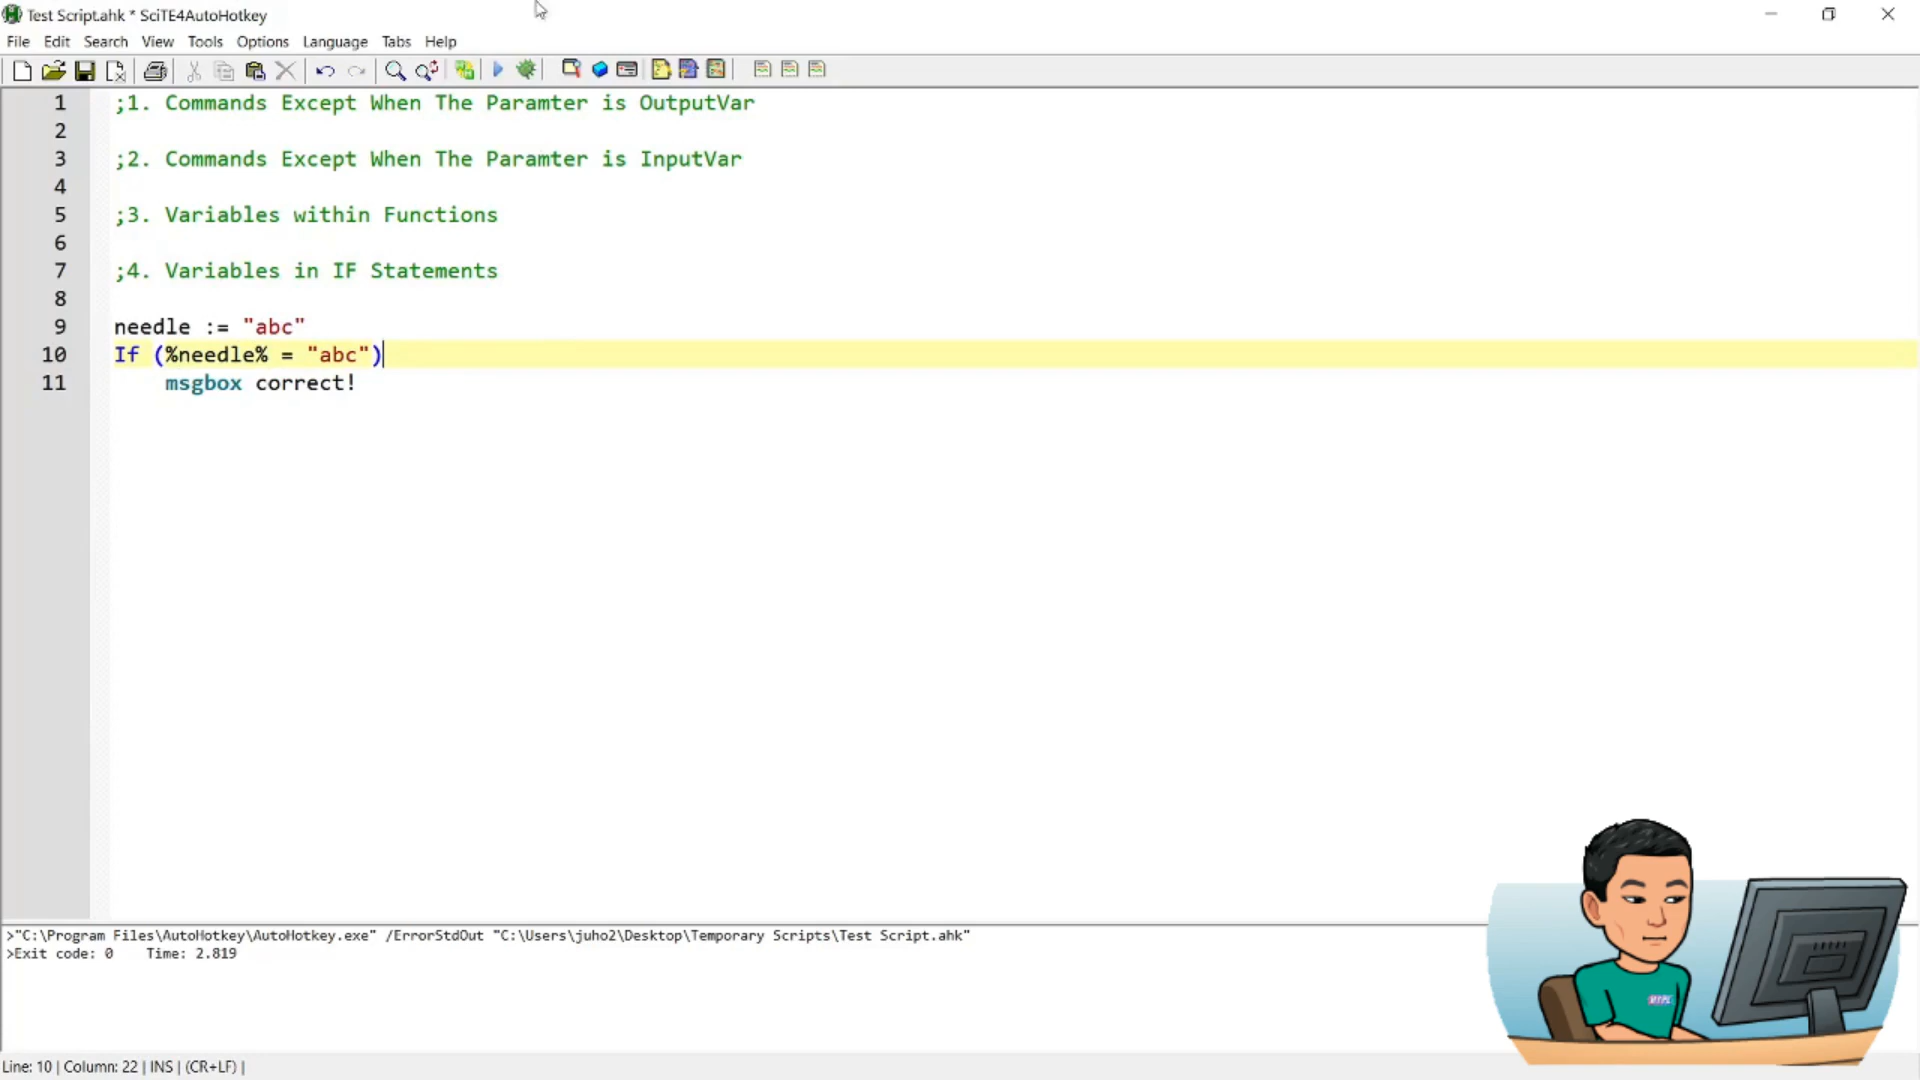 Test Script.ahk * SciTE4AutoHotkey
File Edit Search View Tools Options Language Tabs Help
1 ;1. Commands Except When The Paramter is OutputVar
2
3 ;2. Commands Except When The Paramter is InputVar
4
5 ;3. Variables within Functions
6
7 ;4. Variables in IF Statements
8
9 needle := "abc"
10 If (%needle% = "abc")
11 msgbox correct!
>"C:\Program Files\AutoHotkey\AutoHotkey.exe" /ErrorStdOut "C:\Users\juho2\Desktop\Temporary Scripts\Test Script.ahk"
>Exit code: 0 Time: 2.819
Line: 10 | Column: 22 | INS | (CR+LF) |